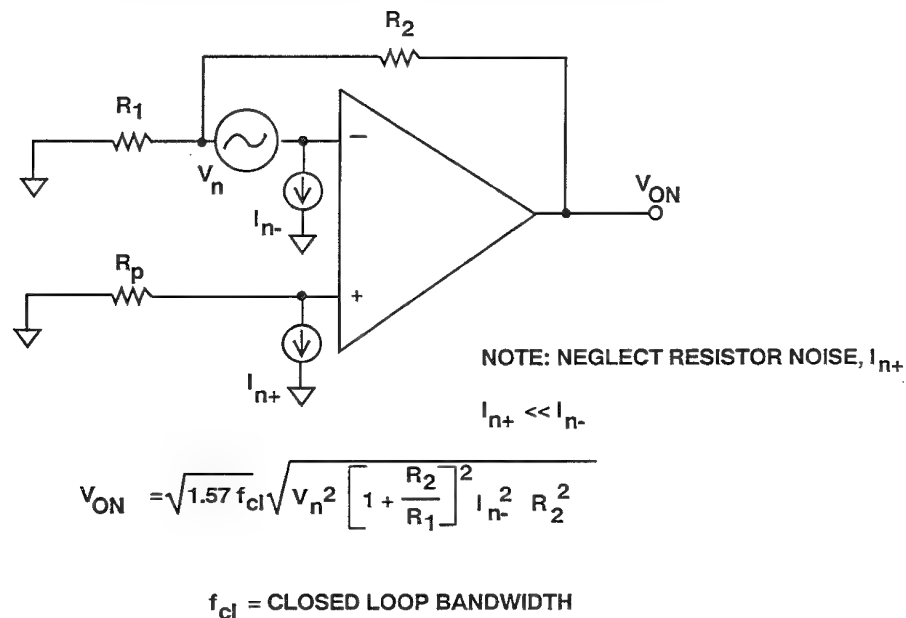 R2
R1
Vn
−
In-
VON
Rp
+
In+
NOTE: NEGLECT RESISTOR NOISE, In+
In+ << In-
VON = √1.57 fcl √Vn² [1 + R2/R1]² In-² R2²
fcl = CLOSED LOOP BANDWIDTH